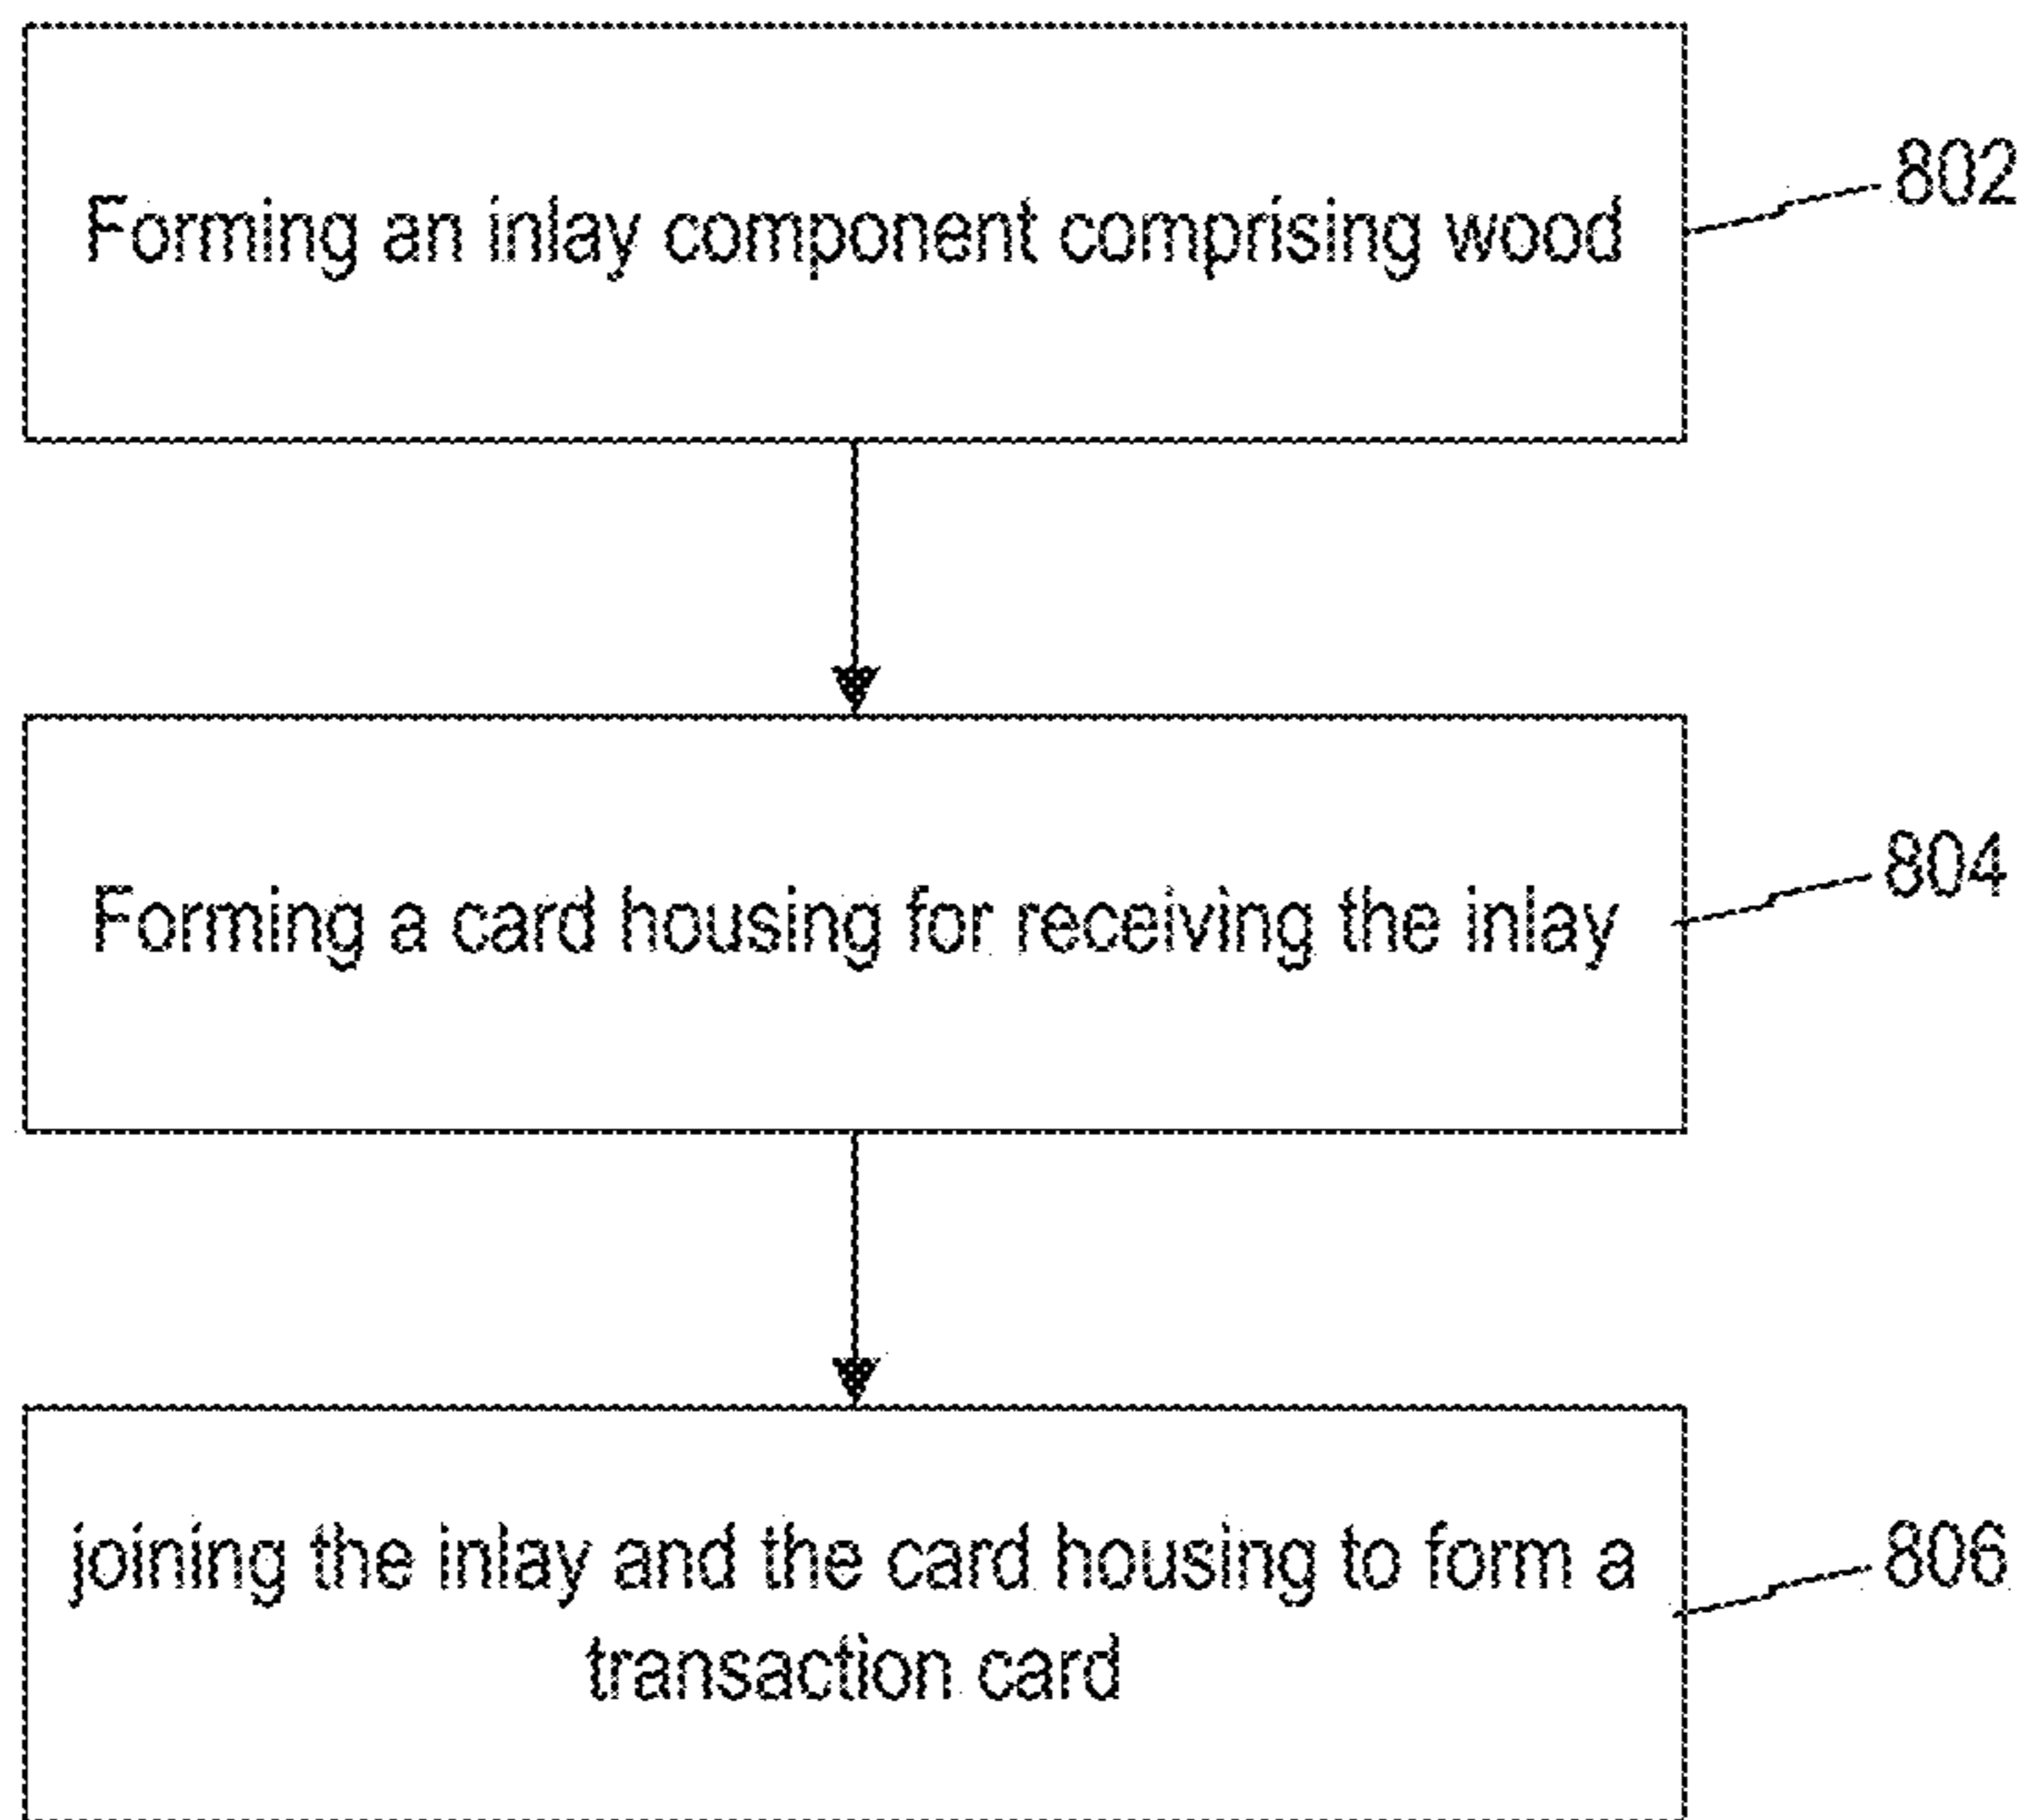 Forming an inlay component comprising wood
802
Forming a card housing for receiving the inlay
804
joining the inlay and the card housing to form a
transaction card
806